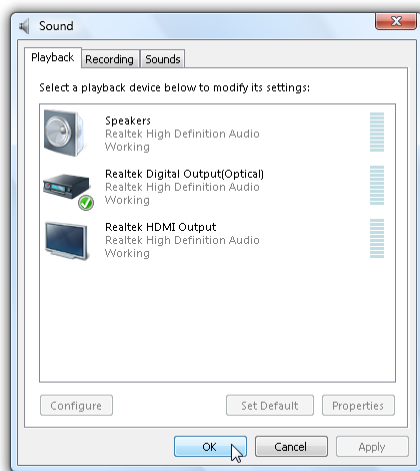 Sound
Playback Recording Sounds
Select a playback device below to modify its settings:
Speakers
Realtek High Definition Audio
Working
Realtek Digital Output(Optical)
Realtek High Definition Audio
Working
Realtek HDMI Output
Realtek High Definition Audio
Working
Configure Set Default Properties
OK Cancel Apply